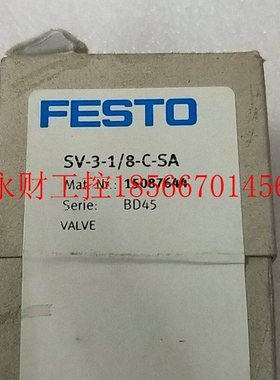 FESTO
SV-3-1/8-C-SA
永财工控18566701456
Mat.-Nr.: 15087644
Serie: BD45
VALVE